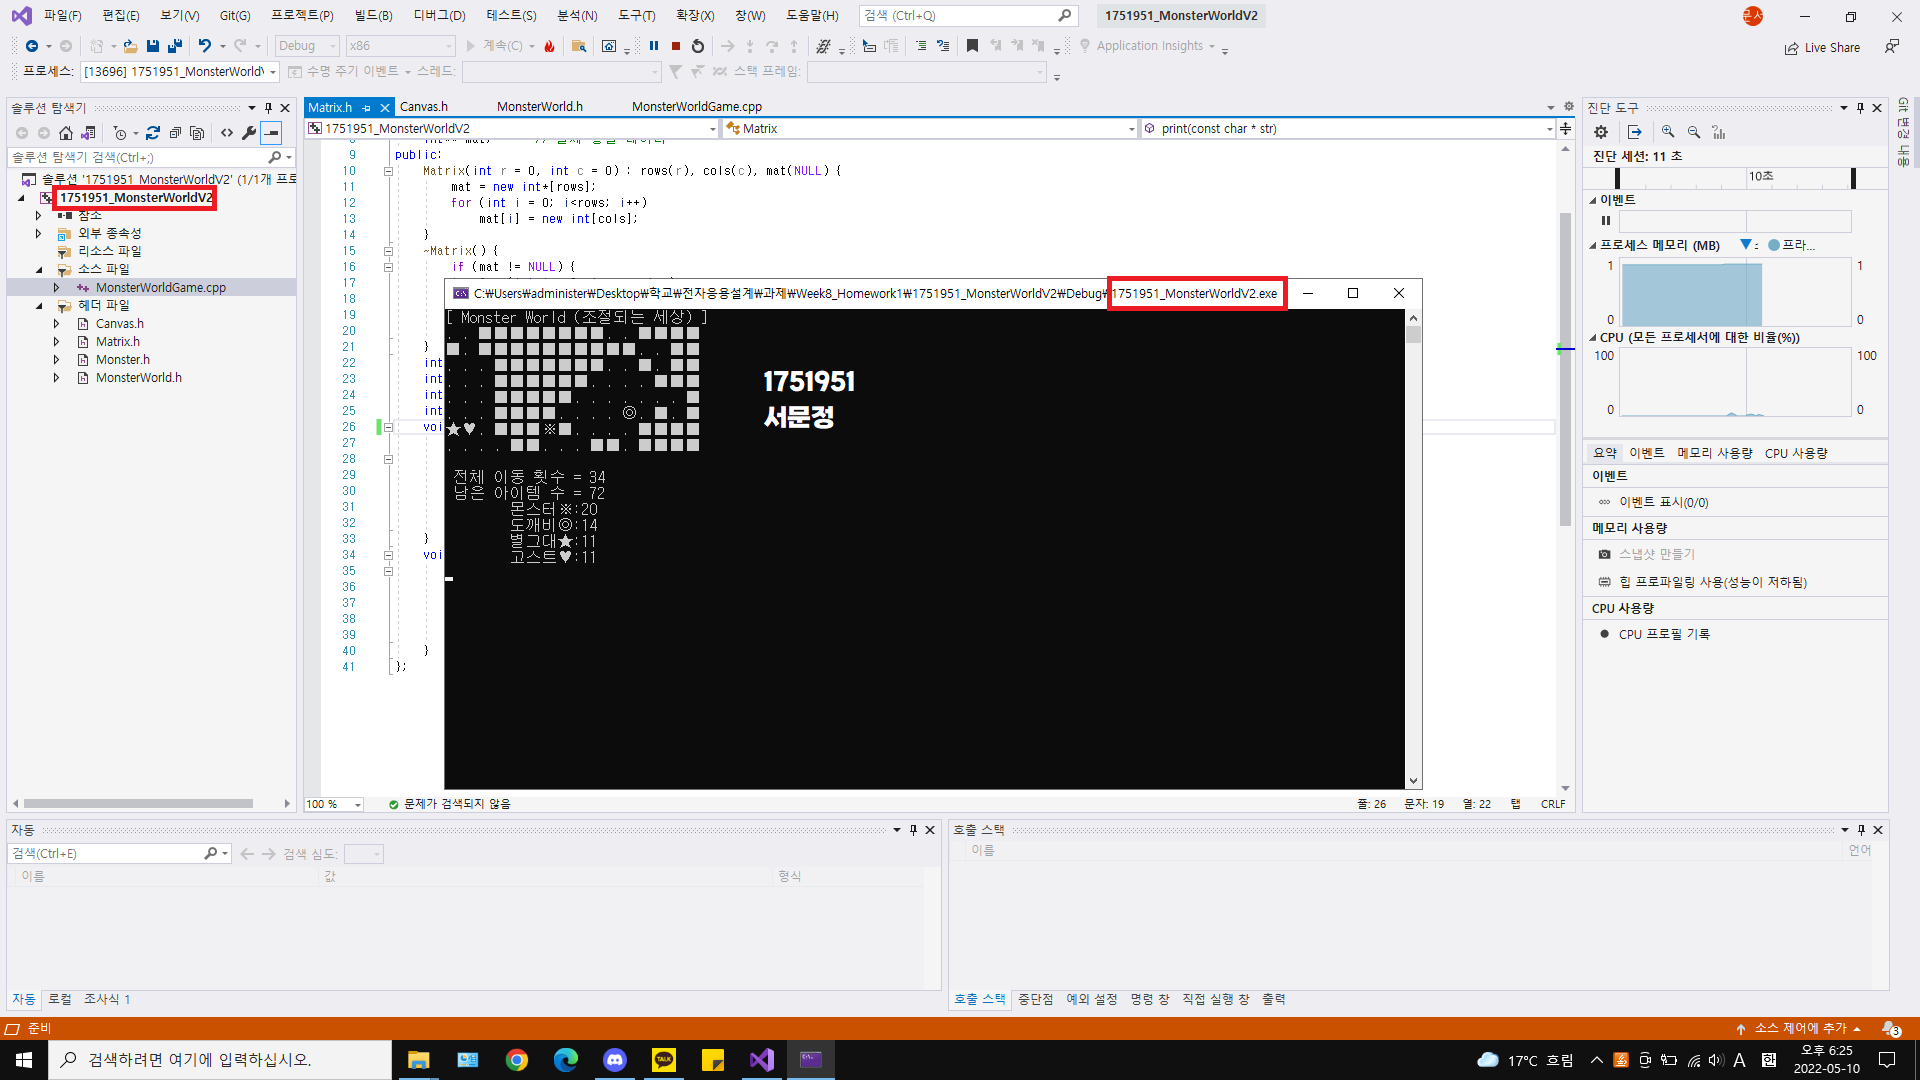 파일(F) 편집(E) 보기(V) Git(G) 프로젝트(P) 빌드(B) 디버그(D) 테스트(S) 분석(N) 도구(T) 확장(X) 창(W) 도움말(H) 검색 (Ctrl+Q) 1751951_MonsterWorldV2
Debug x86 계속(C) Application Insights Live Share
프로세스: [13696] 1751951_MonsterWorldV 수명 주기 이벤트 스레드: 스택 프레임:
솔루션 탐색기
솔루션 탐색기 검색(Ctrl+;)
솔루션 '1751951_MonsterWorldV2' (1/1개 프로
1751951_MonsterWorldV2
참조
외부 종속성
리소스 파일
소스 파일
MonsterWorldGame.cpp
헤더 파일
Canvas.h
Matrix.h
Monster.h
MonsterWorld.h
Matrix.h Canvas.h MonsterWorld.h MonsterWorldGame.cpp
1751951_MonsterWorldV2 Matrix print(const char * str)
9 public:
10 Matrix(int r = 0, int c = 0) : rows(r), cols(c), mat(NULL) {
11 mat = new int*[rows];
12 for (int i = 0; i<rows; i++)
13 mat[i] = new int[cols];
14 }
15 ~Matrix() {
16 if (mat != NULL) {
17
18
19
20
21 }
22 int
23 int
24 int
25 int
26 voi
27
28
29
30
31
32
33 }
34 voi
35
36
37
38
39
40 }
41 };
C:₩Users₩administer₩Desktop₩학교₩전자응용설계₩과제₩Week8_Homework1₩1751951_MonsterWorldV2₩Debug₩1751951_MonsterWorldV2.exe
[ Monster World (조절되는 세상) ]
. . ■■■■■■■■. . ■■■■
■. ■■■■■■■■■■. . ■■
. . . ■■■■■■■. . ■. ■■
. . . ■■■■■■. . . . ■■■
. . . ■■■■■. . . . . . ■
. . . ■■■■. . . . ◎. ■. ■
★♥. ■■■※■. . . . ■■■■
. . . . ■■. . . ■■. ■■■■
전체 이동 횟수 = 34
남은 아이템 수 = 72
몬스터※:20
도깨비◎:14
별그대★:11
고스트♥:11
1751951
서문정
100 % 문제가 검색되지 않음 줄: 26 문자: 19 열: 22 탭 CRLF
진단 도구
진단 세션: 11 초
10초
이벤트
프로세스 메모리 (MB) 프라...
1 1
0 0
CPU (모든 프로세서에 대한 비율(%))
100 100
0 0
요약 이벤트 메모리 사용량 CPU 사용량
이벤트
이벤트 표시(0/0)
메모리 사용량
스냅샷 만들기
힙 프로파일링 사용(성능이 저하됨)
CPU 사용량
CPU 프로필 기록
Git 변경 내용
자동
검색(Ctrl+E) 검색 심도:
이름 값 형식
자동 로컬 조사식 1
호출 스택
이름 언어
호출 스택 중단점 예외 설정 명령 창 직접 실행 창 출력
준비 소스 제어에 추가 3
검색하려면 여기에 입력하십시오.
TALK
17°C 흐림 A 한 오후 6:25
2022-05-10